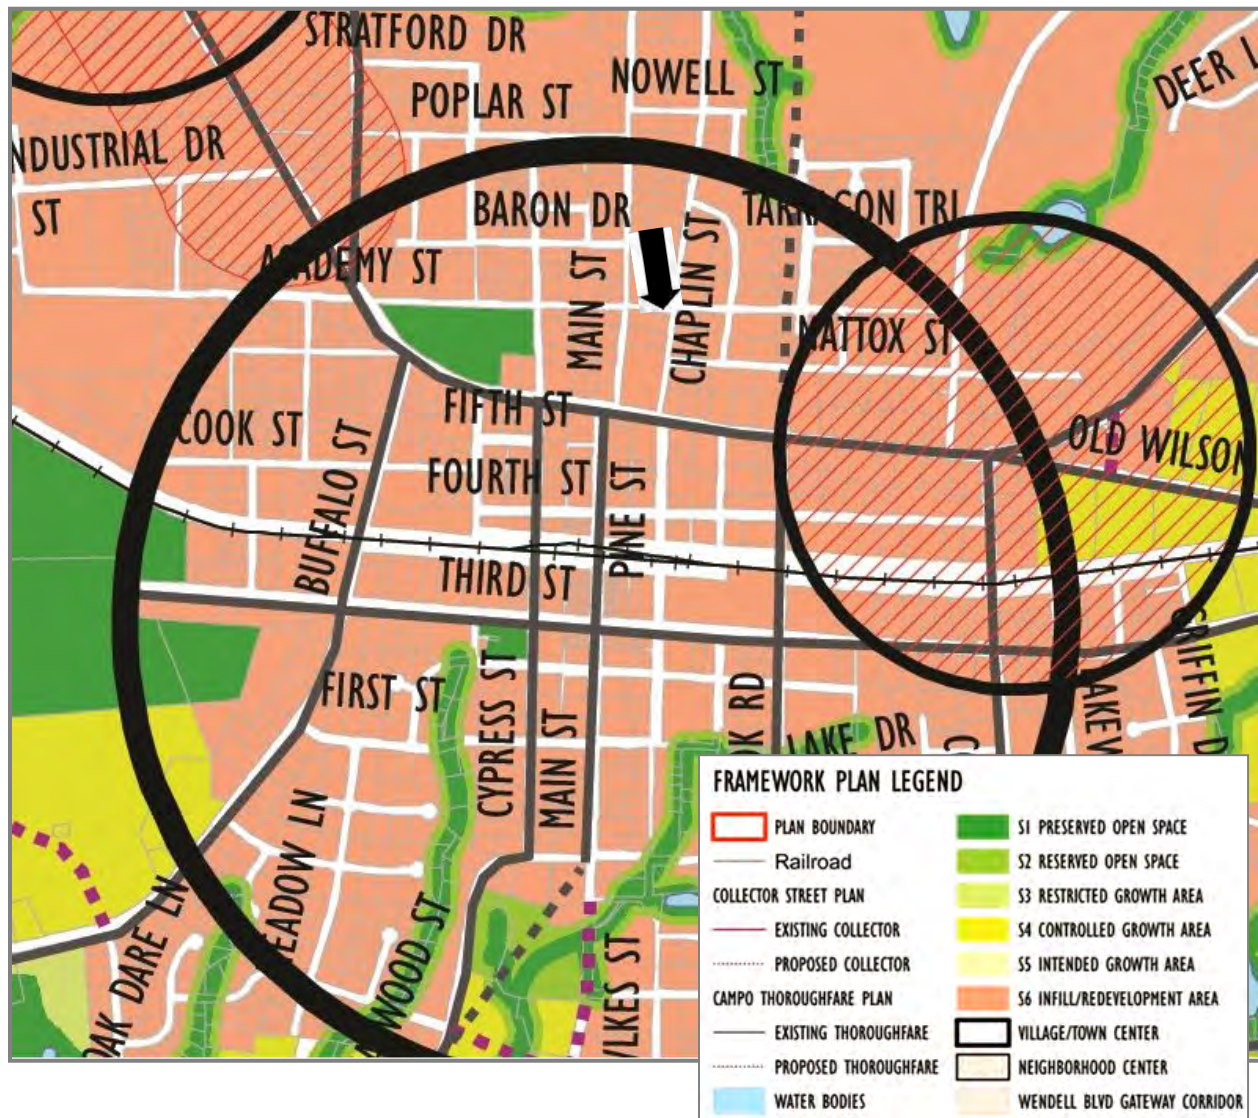 STRATFORD DR
NOWELL ST
DEER L
POPLAR ST
NDUSTRIAL DR
ST
BARON DR
TARRAGON TRL
ACADEMY ST
MAIN ST
CHAPLIN ST
MATTOX ST
FIFTH ST
COOK ST
OLD WILSON
BUFFALO ST
FOURTH ST
PINE ST
THIRD ST
GRIFFIN D
FIRST ST
CYPRESS ST
MAIN ST
OK RD
LAKE DR
C
AKEW
MEADOW LN
OAK DARE LN
WOOD ST
ILKES ST
FRAMEWORK PLAN LEGEND
PLAN BOUNDARY
Railroad
COLLECTOR STREET PLAN
EXISTING COLLECTOR
PROPOSED COLLECTOR
CAMPO THOROUGHFARE PLAN
EXISTING THOROUGHFARE
PROPOSED THOROUGHFARE
WATER BODIES
S1 PRESERVED OPEN SPACE
S2 RESERVED OPEN SPACE
S3 RESTRICTED GROWTH AREA
S4 CONTROLLED GROWTH AREA
S5 INTENDED GROWTH AREA
S6 INFILL/REDEVELOPMENT AREA
VILLAGE/TOWN CENTER
NEIGHBORHOOD CENTER
WENDELL BLVD GATEWAY CORRIDOR